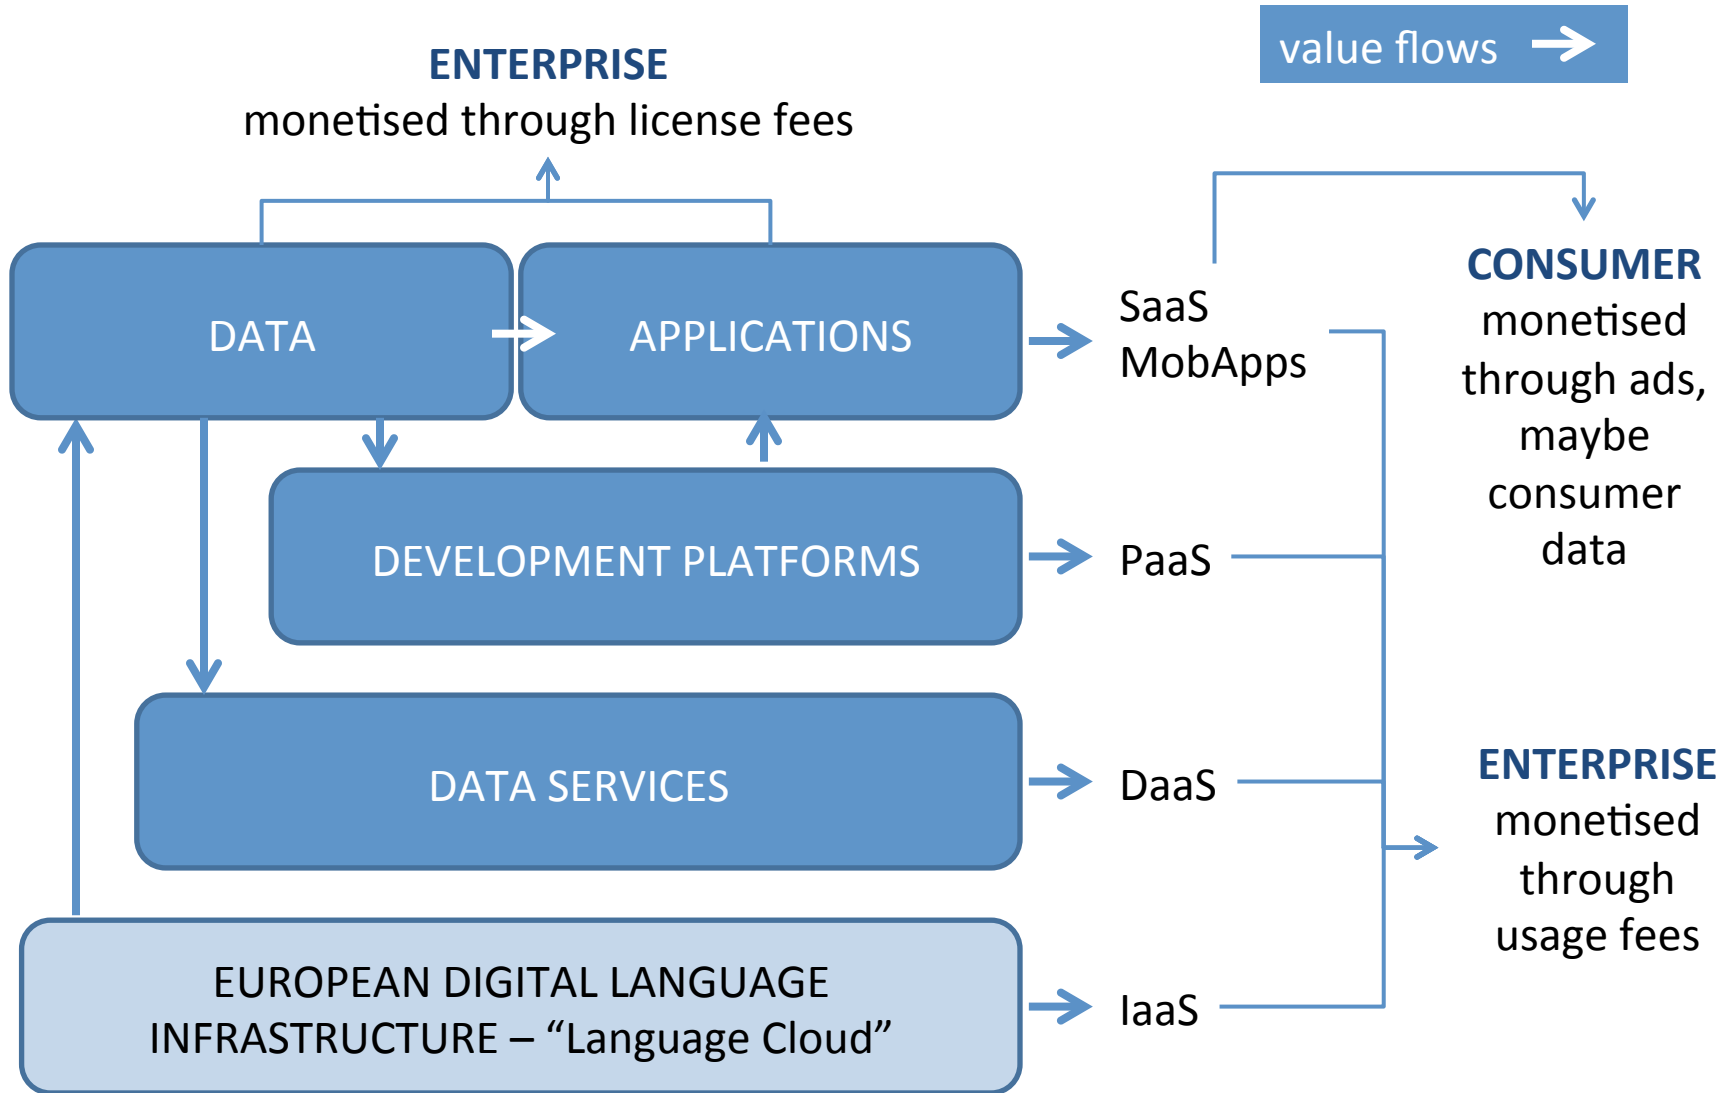 value flows
ENTERPRISE
monetised through license fees
DATA
APPLICATIONS
SaaS
MobApps
CONSUMER
monetised
through ads,
maybe
consumer
data
DEVELOPMENT PLATFORMS
PaaS
DATA SERVICES
DaaS
ENTERPRISE
monetised
through
usage fees
EUROPEAN DIGITAL LANGUAGE
INFRASTRUCTURE – “Language Cloud”
IaaS